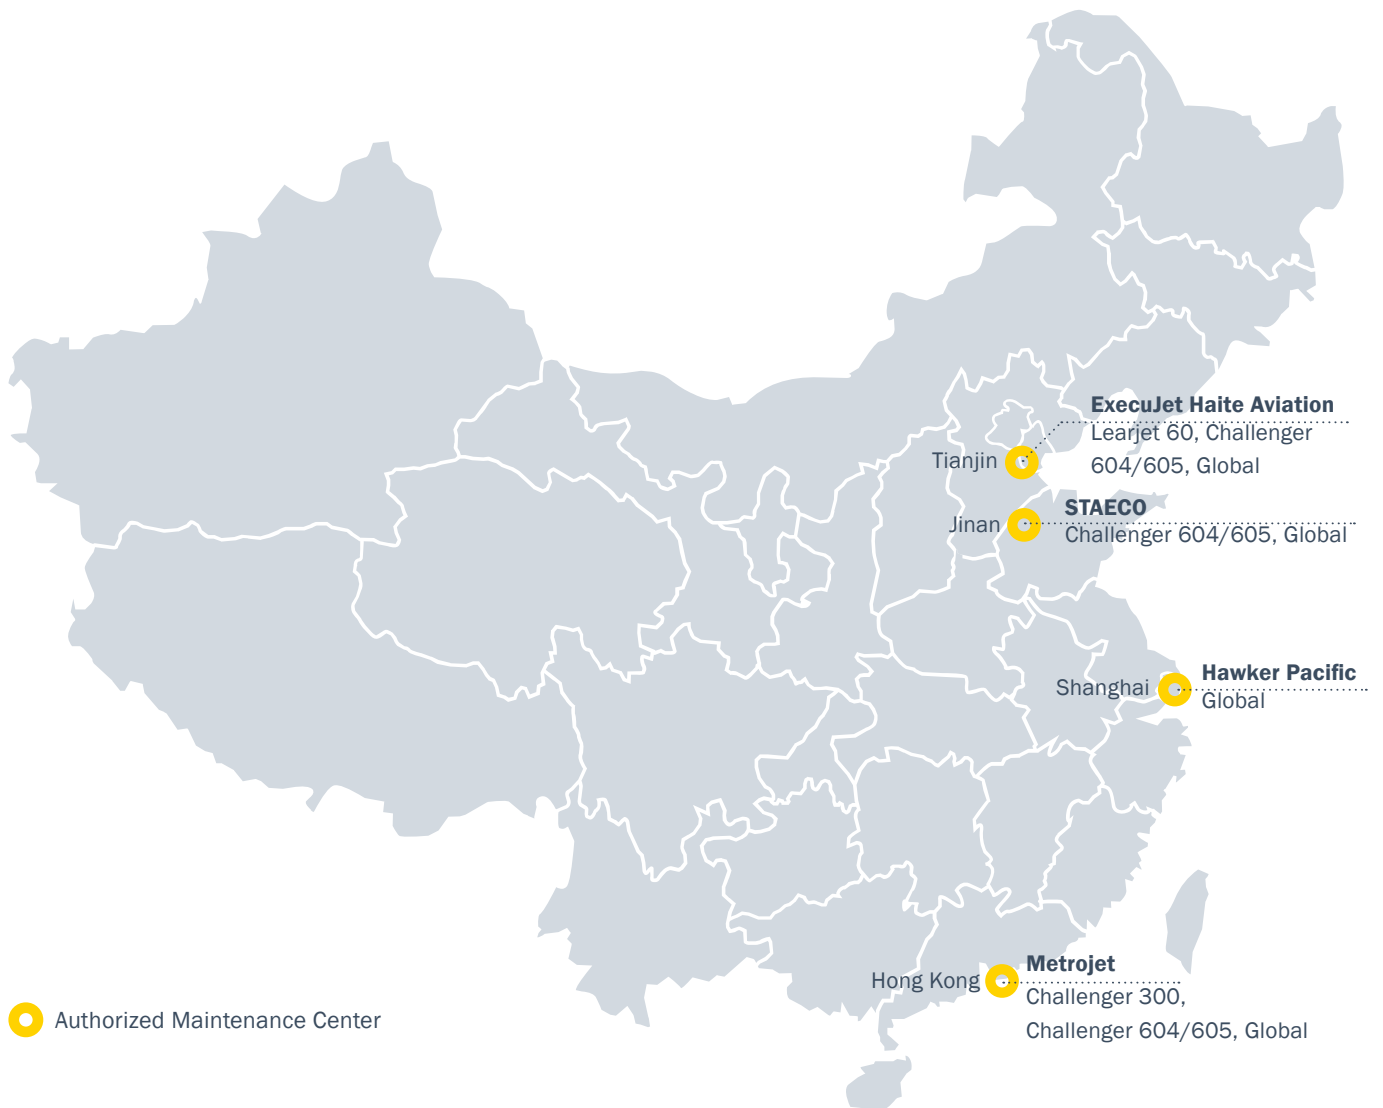 ExecuJet Haite Aviation
Learjet 60, Challenger
604/605, Global
Tianjin
STAECO
Jinan
Challenger 604/605, Global
Hawker Pacific
Shanghai
Global
Metrojet
Hong Kong
Challenger 300,
Challenger 604/605, Global
Authorized Maintenance Center